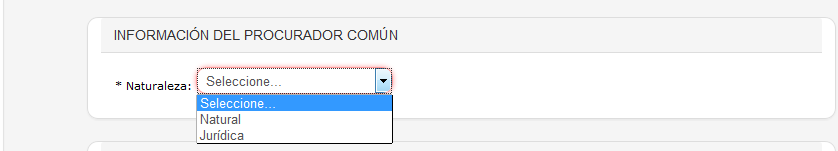 INFORMACIÓN DEL PROCURADOR COMÚN
* Naturaleza: Seleccione...
Seleccione...
Natural
Jurídica